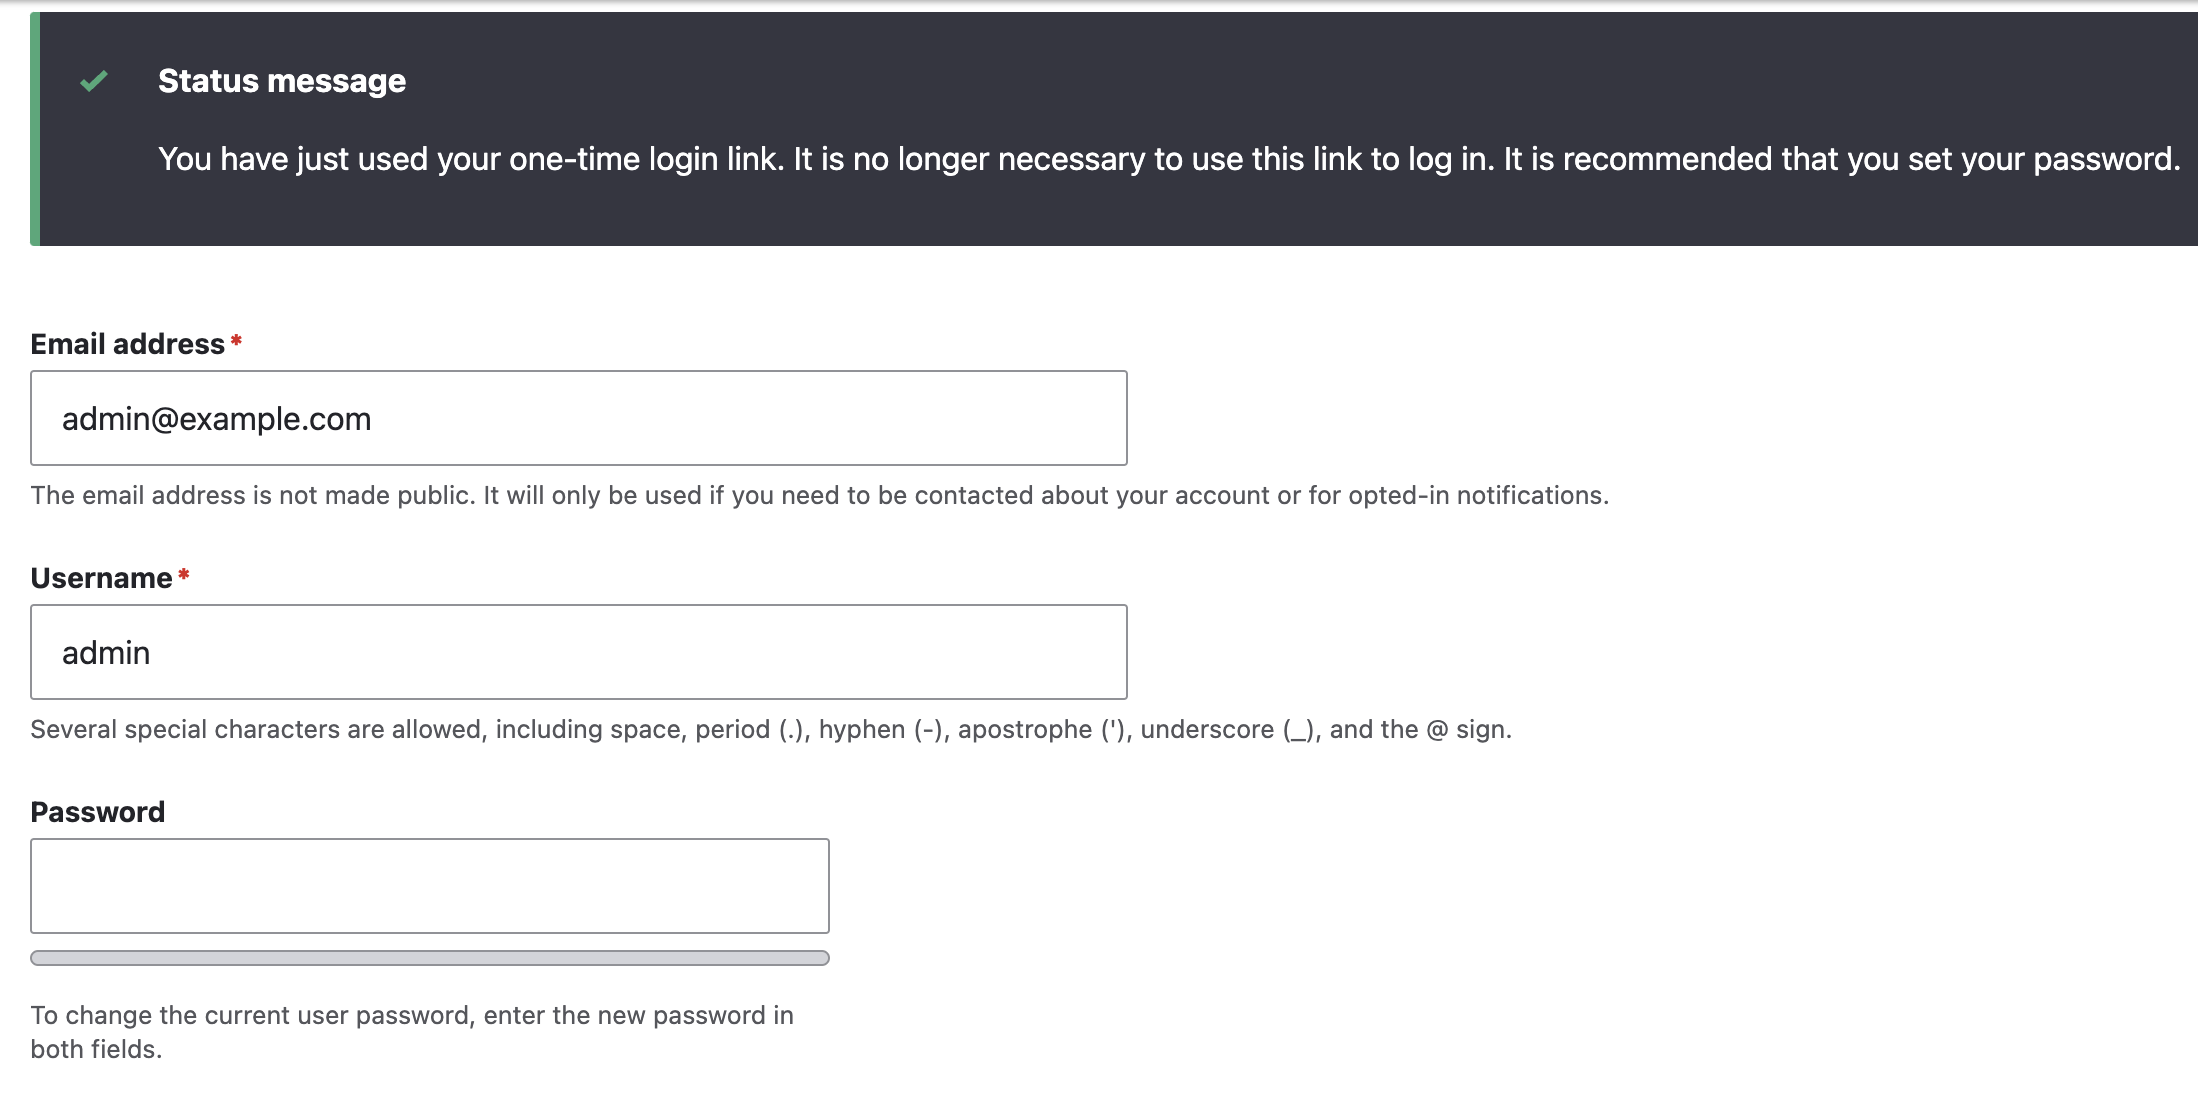 Status message
You have just used your one-time login link. It is no longer necessary to use this link to log in. It is recommended that you set your password.
Email address*
admin@example.com
The email address is not made public. It will only be used if you need to be contacted about your account or for opted-in notifications.
Username*
admin
Several special characters are allowed, including space, period (.), hyphen (-), apostrophe ('), underscore (_), and the @ sign.
Password
To change the current user password, enter the new password in
both fields.